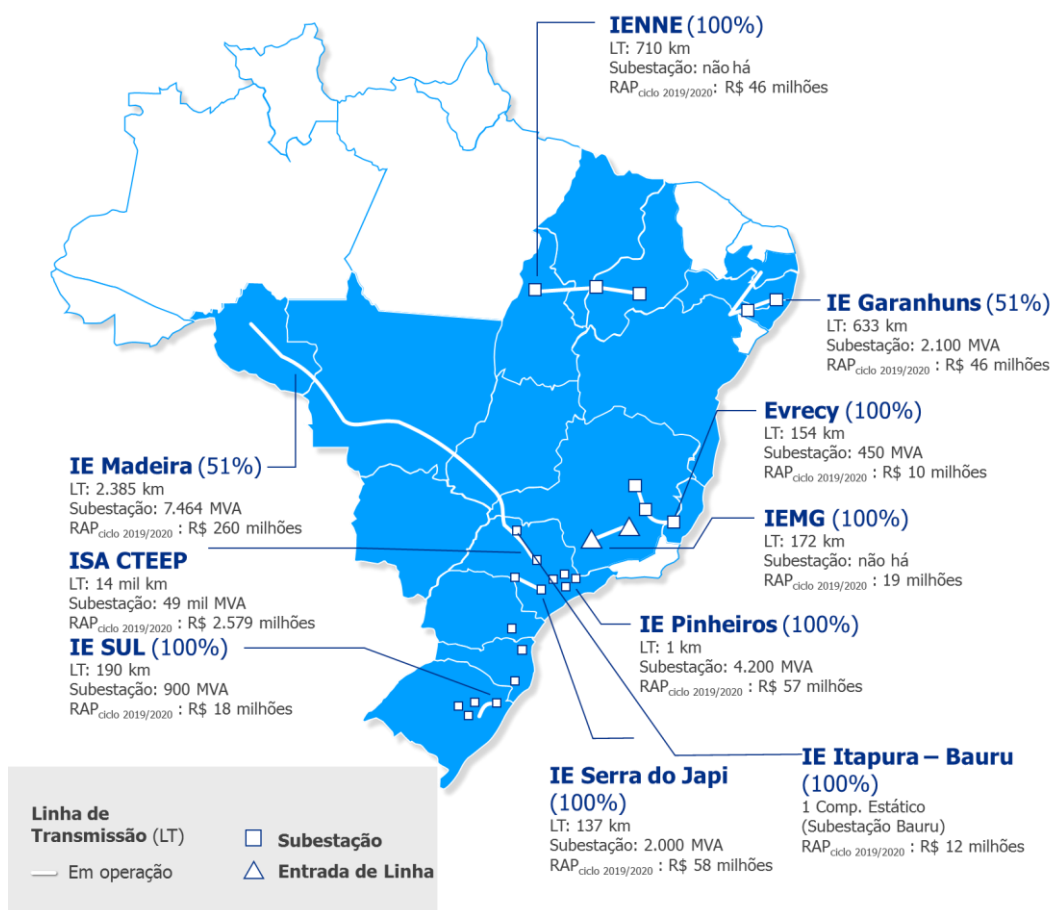 IENNE (100%)
LT: 710 km
Subestação: não há
RAPciclo 2019/2020: R$ 46 milhões
IE Garanhuns (51%)
LT: 633 km
Subestação: 2.100 MVA
RAPciclo 2019/2020 : R$ 46 milhões
Evrecy (100%)
LT: 154 km
Subestação: 450 MVA
RAPciclo 2019/2020 : R$ 10 milhões
IE Madeira (51%)
LT: 2.385 km
Subestação: 7.464 MVA
RAPciclo 2019/2020 : R$ 260 milhões
IEMG (100%)
LT: 172 km
Subestação: não há
RAPciclo 2019/2020 : 19 milhões
ISA CTEEP
LT: 14 mil km
Subestação: 49 mil MVA
RAPciclo 2019/2020 : R$ 2.579 milhões
IE Pinheiros (100%)
LT: 1 km
Subestação: 4.200 MVA
RAPciclo 2019/2020 : R$ 57 milhões
IE SUL (100%)
LT: 190 km
Subestação: 900 MVA
RAPciclo 2019/2020 : R$ 18 milhões
IE Serra do Japi
(100%)
LT: 137 km
Subestação: 2.000 MVA
RAPciclo 2019/2020 : R$ 58 milhões
IE Itapura – Bauru
(100%)
1 Comp. Estático
(Subestação Bauru)
RAPciclo 2019/2020 : R$ 12 milhões
Linha de
Transmissão (LT)
Em operação
Subestação
Entrada de Linha